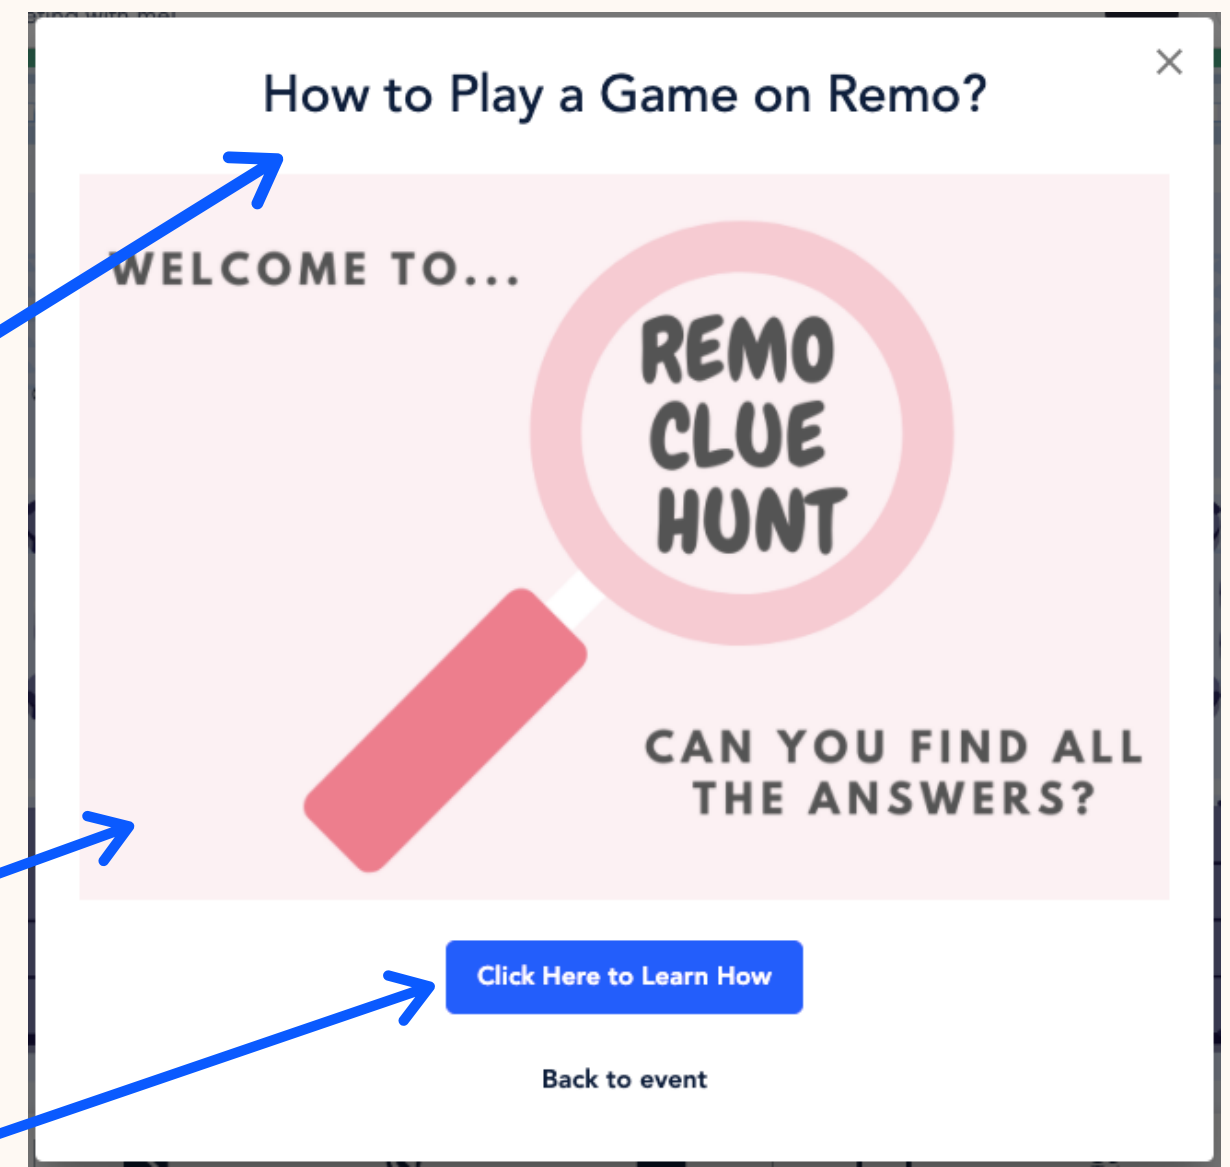 How to Play a Game on Remo?
WELCOME TO...
REMO
CLUE
HUNT
CAN YOU FIND ALL
THE ANSWERS?
Click Here to Learn How
Back to event